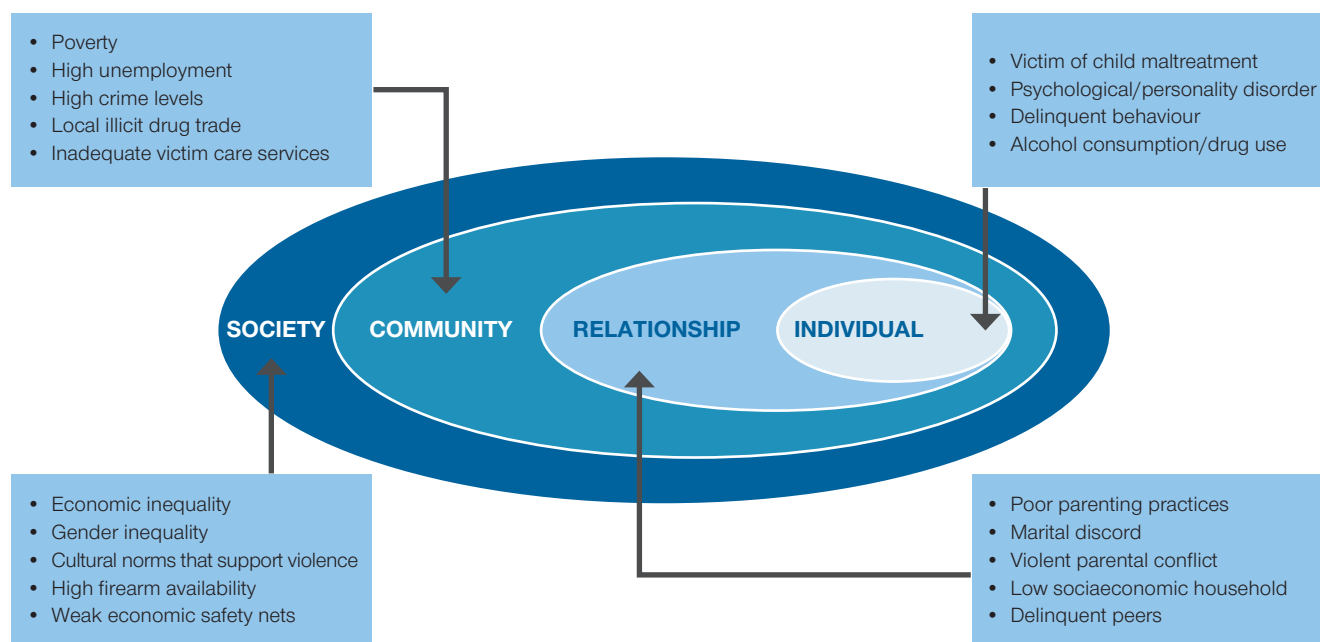 • Poverty
• High unemployment
• High crime levels
• Local illicit drug trade
• Inadequate victim care services
• Victim of child maltreatment
• Psychological/personality disorder
• Delinquent behaviour
• Alcohol consumption/drug use
SOCIETY
COMMUNITY
RELATIONSHIP
INDIVIDUAL
• Economic inequality
• Gender inequality
• Cultural norms that support violence
• High firearm availability
• Weak economic safety nets
• Poor parenting practices
• Marital discord
• Violent parental conflict
• Low sociaeconomic household
• Delinquent peers